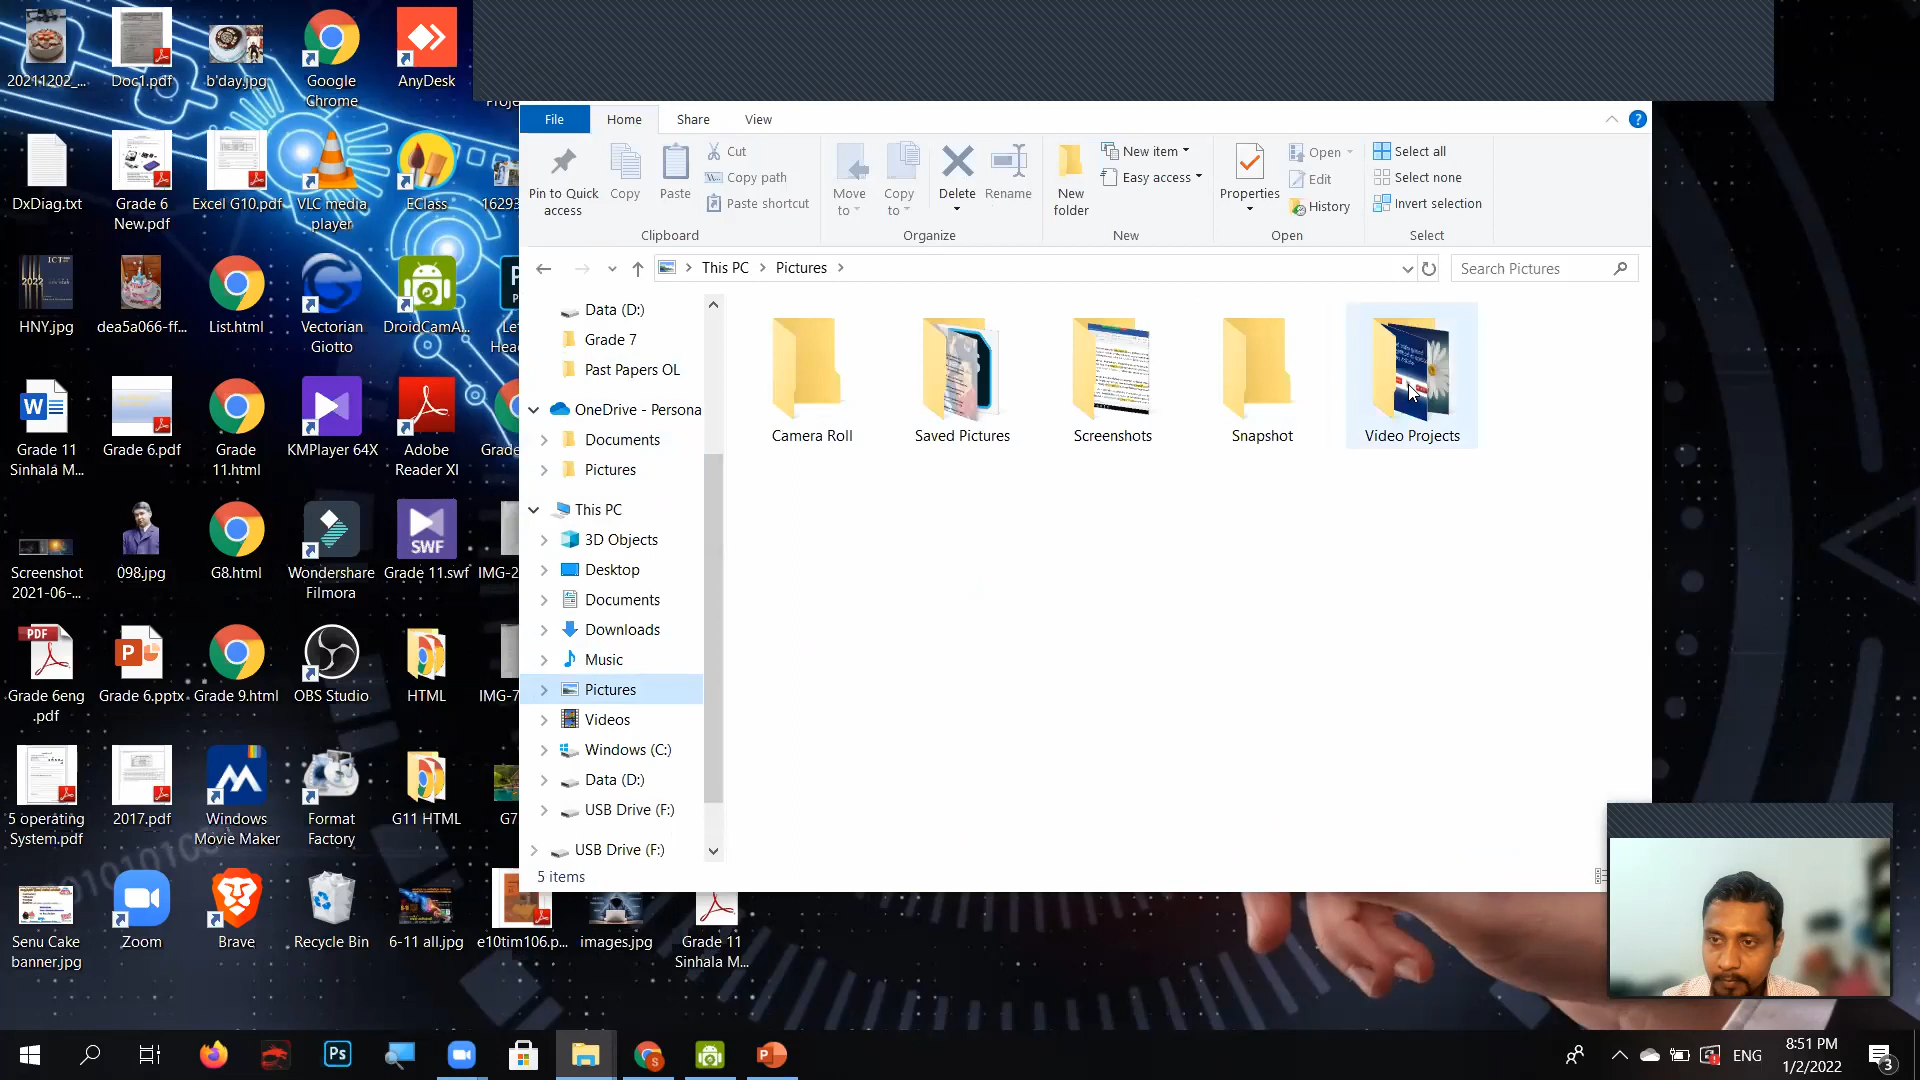 20211202_...
Doc1.pdf
b'day.jpg
Google
Chrome
AnyDesk
DxDiag.txt
Grade 6
New.pdf
Excel G10.pdf
VLC media
player
EClass
16293
HNY.jpg
dea5a066-ff...
List.html
Vectorian
Giotto
DroidCamA...
Grade 11
Sinhala M...
Grade 6.pdf
Grade
11.html
KMPlayer 64X
Adobe
Reader XI
Screenshot
2021-06-...
098.jpg
G8.html
Wondershare
Filmora
SWF
Grade 11.swf
IMG-2
PDF
Grade 6eng
.pdf
Grade 6.pptx
Grade 9.html
OBS Studio
HTML
IMG-7
5 operating
System.pdf
2017.pdf
Windows
Movie Maker
Format
Factory
G11 HTML
G7
Senu Cake
banner.jpg
Zoom
Brave
Recycle Bin
6-11 all.jpg
e10tim106.p...
images.jpg
Grade 11
Sinhala M...
File
Home
Share
View
Pin to Quick
access
Copy
Paste
Cut
Copy path
Paste shortcut
Clipboard
Move
to
Copy
to
Delete
Rename
Organize
New
folder
New item
Easy access
New
Properties
Open
Edit
History
Open
Select all
Select none
Invert selection
Select
This PC
Pictures
Search Pictures
Data (D:)
Grade 7
Past Papers OL
OneDrive - Persona
Documents
Pictures
This PC
3D Objects
Desktop
Documents
Downloads
Music
Pictures
Videos
Windows (C:)
Data (D:)
USB Drive (F:)
USB Drive (F:)
Camera Roll
Saved Pictures
Screenshots
Snapshot
Video Projects
5 items
Ps
ENG
8:51 PM
1/2/2022
3